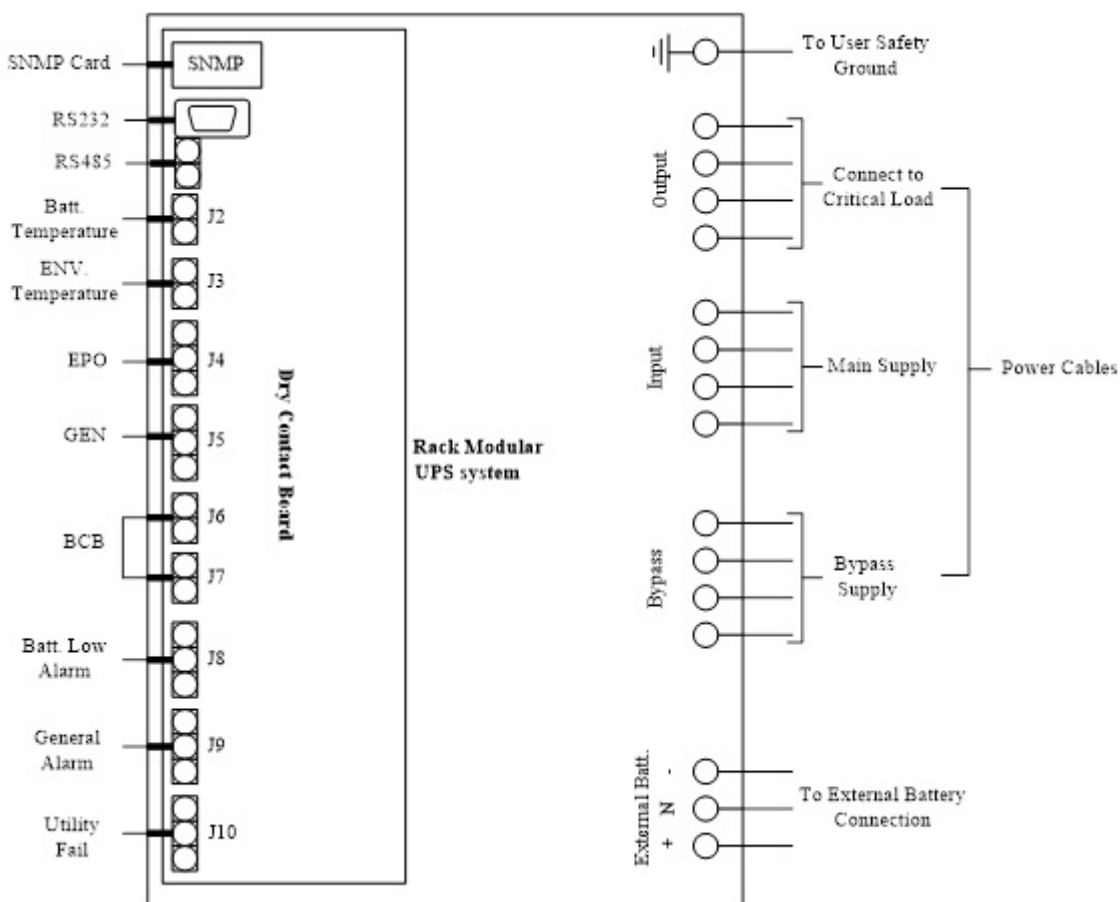 SNMP Card
SNMP
RS232
RS485
Batt.
Temperature
J2
ENV.
Temperature
J3
EPO
J4
GEN
J5
BCB
J6
J7
Batt. Low
Alarm
J8
General
Alarm
J9
Utility
Fail
J10
Dry Contact Board
Rack Modular
UPS system
To User Safety
Ground
Output
Connect to
Critical Load
Input
Main Supply
Power Cables
Bypass
Bypass
Supply
External Batt.
-
N
+
To External Battery
Connection